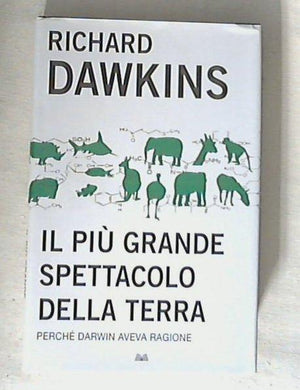 RICHARD
DAWKINS
IL PIÙ GRANDE
SPETTACOLO
DELLA TERRA
PERCHÉ DARWIN AVEVA RAGIONE